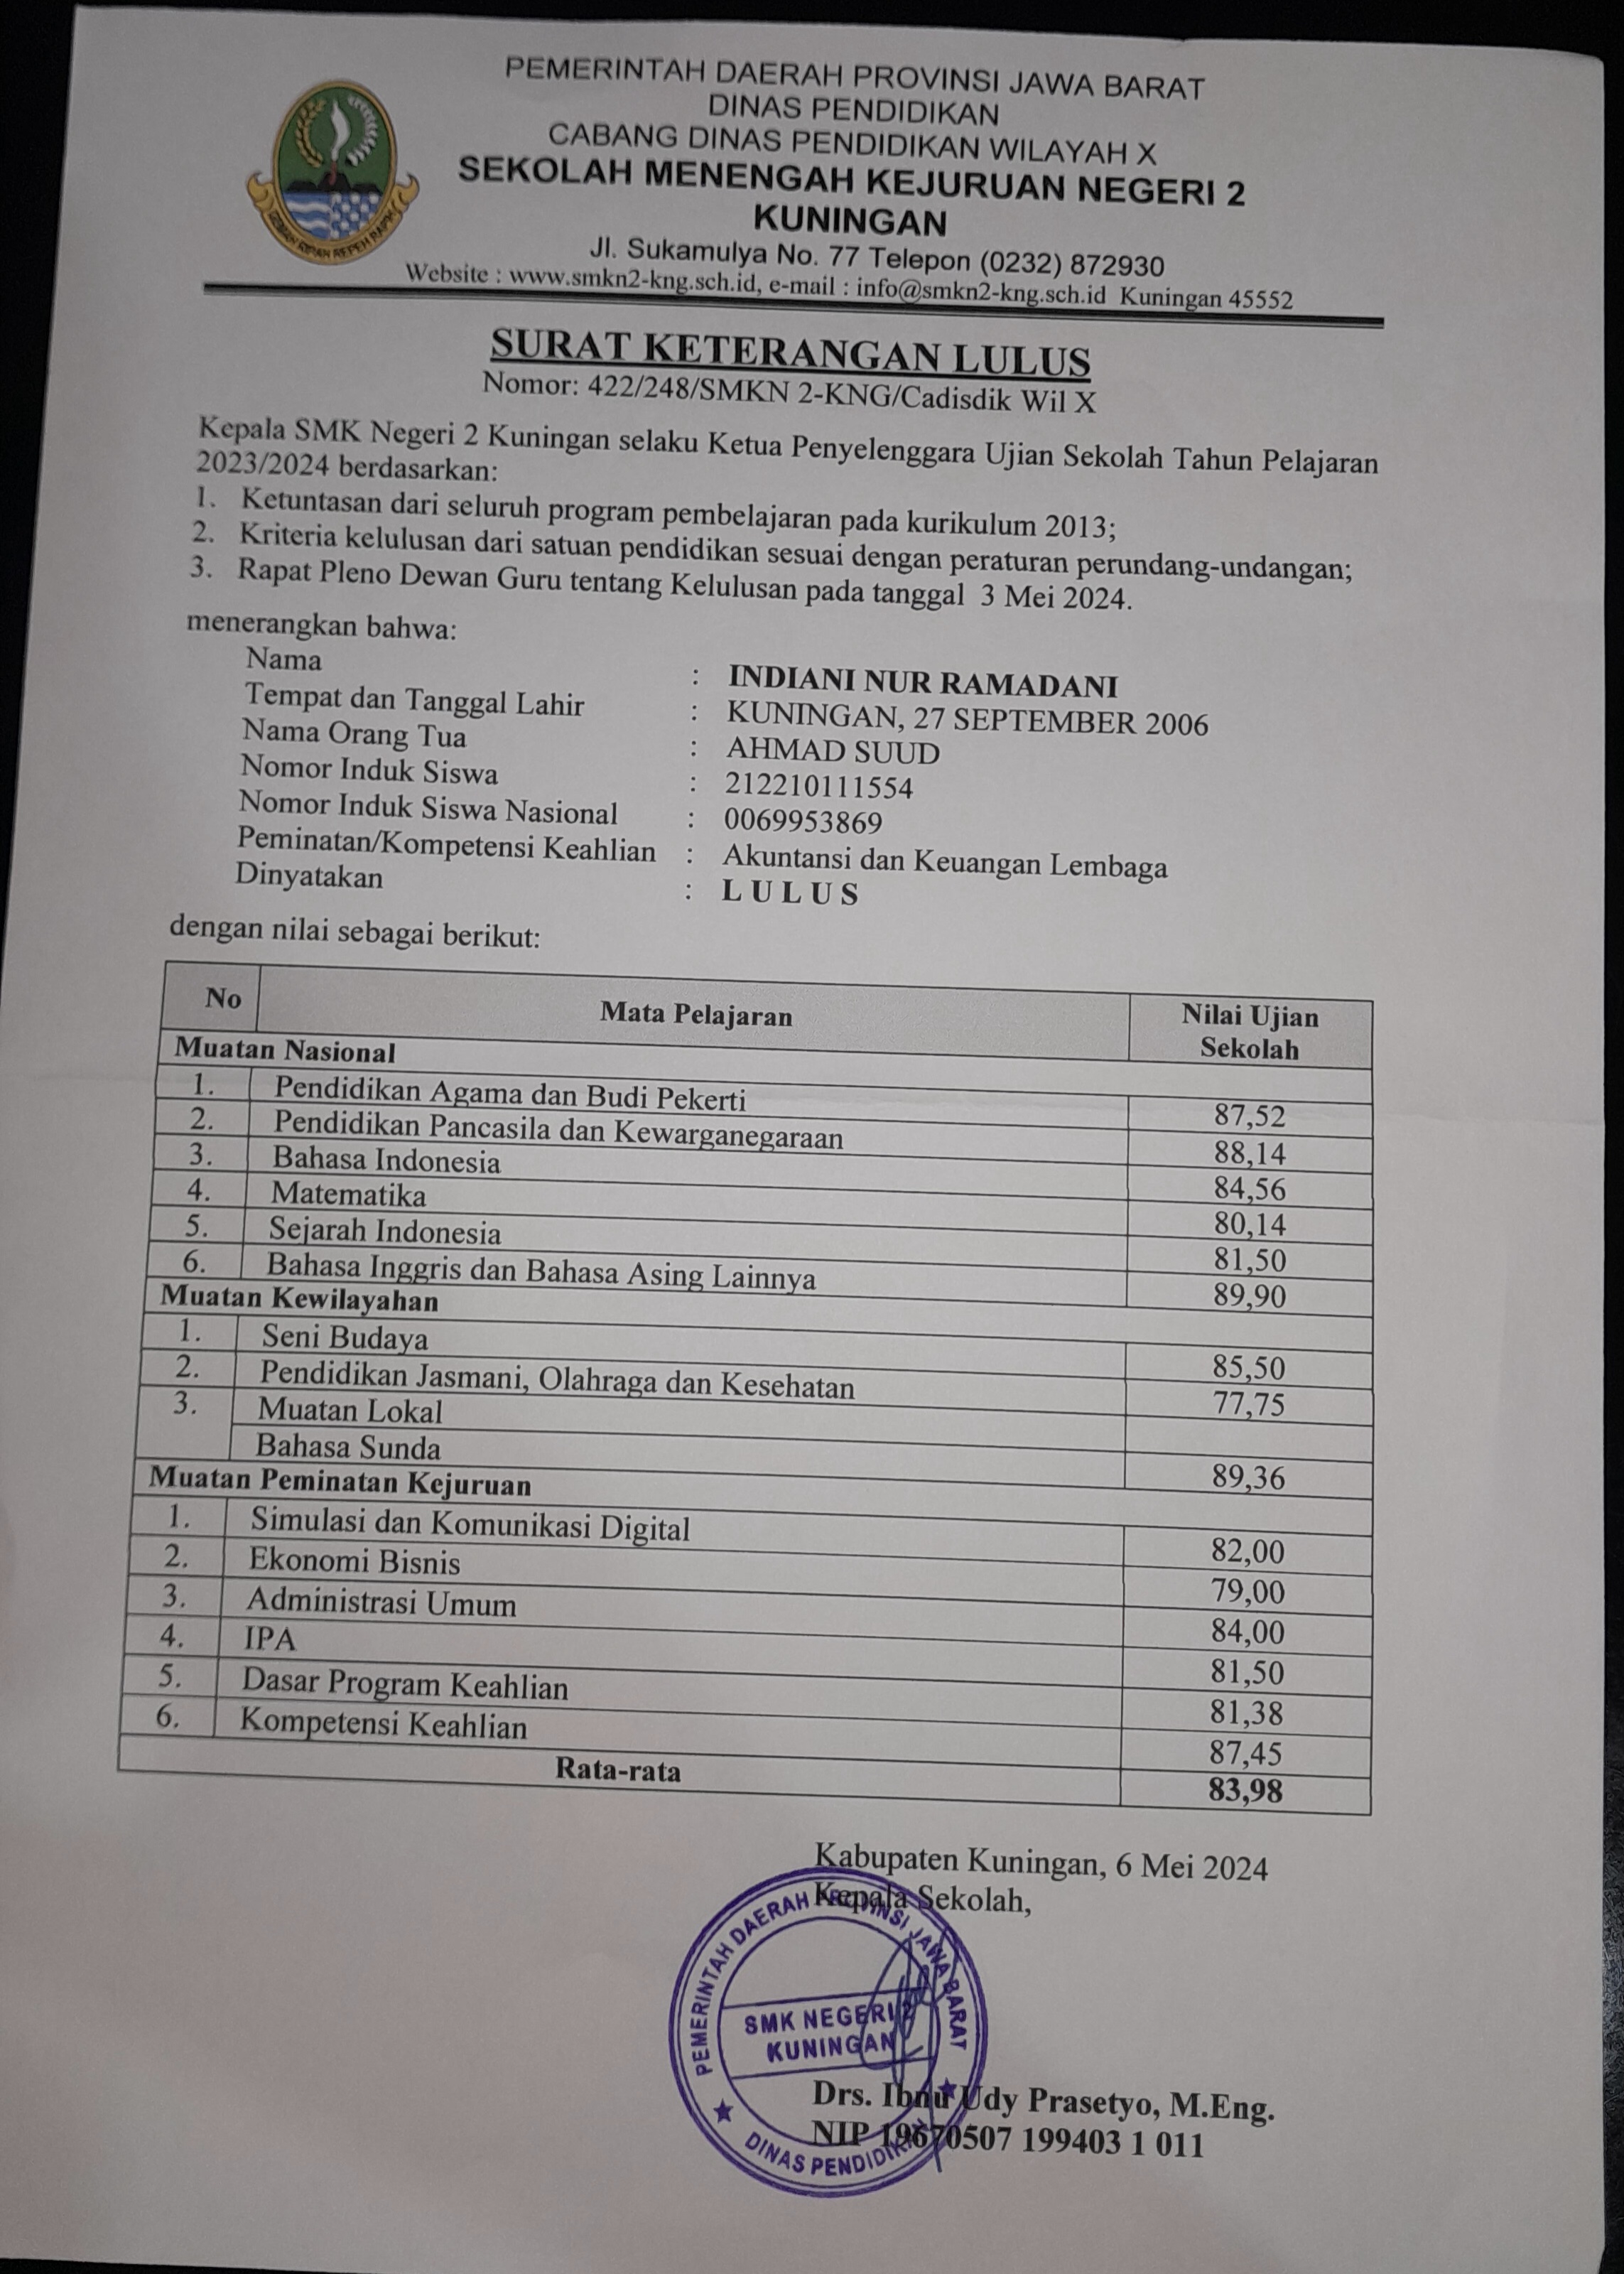 PEMERINTAH DAERAH PROVINSI JAWA BARAT
DINAS PENDIDIKAN
CABANG DINAS PENDIDIKAN WILAYAH X
SEKOLAH MENENGAH KEJURUAN NEGERI 2
KUNINGAN
Jl. Sukamulya No. 77 Telepon (0232) 872930
Website : www.smkn2-kng.sch.id, e-mail : info@smkn2-kng.sch.id Kuningan 45552
GEMAH RIPAH REPEH RAPIH
SURAT KETERANGAN LULUS
Nomor: 422/248/SMKN 2-KNG/Cadisdik Wil X
Kepala SMK Negeri 2 Kuningan selaku Ketua Penyelenggara Ujian Sekolah Tahun Pelajaran
2023/2024 berdasarkan:
1. Ketuntasan dari seluruh program pembelajaran pada kurikulum 2013;
2. Kriteria kelulusan dari satuan pendidikan sesuai dengan peraturan perundang-undangan;
3. Rapat Pleno Dewan Guru tentang Kelulusan pada tanggal 3 Mei 2024.
menerangkan bahwa:
Nama : INDIANI NUR RAMADANI
Tempat dan Tanggal Lahir : KUNINGAN, 27 SEPTEMBER 2006
Nama Orang Tua : AHMAD SUUD
Nomor Induk Siswa : 212210111554
Nomor Induk Siswa Nasional : 0069953869
Peminatan/Kompetensi Keahlian : Akuntansi dan Keuangan Lembaga
Dinyatakan : L U L U S
dengan nilai sebagai berikut:
No Mata Pelajaran Nilai Ujian Sekolah
Muatan Nasional
1. Pendidikan Agama dan Budi Pekerti 87,52
2. Pendidikan Pancasila dan Kewarganegaraan 88,14
3. Bahasa Indonesia 84,56
4. Matematika 80,14
5. Sejarah Indonesia 81,50
6. Bahasa Inggris dan Bahasa Asing Lainnya 89,90
Muatan Kewilayahan
1. Seni Budaya 85,50
2. Pendidikan Jasmani, Olahraga dan Kesehatan 77,75
3. Muatan Lokal
Bahasa Sunda 89,36
Muatan Peminatan Kejuruan
1. Simulasi dan Komunikasi Digital 82,00
2. Ekonomi Bisnis 79,00
3. Administrasi Umum 84,00
4. IPA 81,50
5. Dasar Program Keahlian 81,38
6. Kompetensi Keahlian 87,45
Rata-rata 83,98
Kabupaten Kuningan, 6 Mei 2024
Kepala Sekolah,
PEMERINTAH DAERAH PROVINSI JAWA BARAT
SMK NEGERI 2
KUNINGAN
DINAS PENDIDIKAN
Drs. Ibnu Udy Prasetyo, M.Eng.
NIP 19670507 199403 1 011